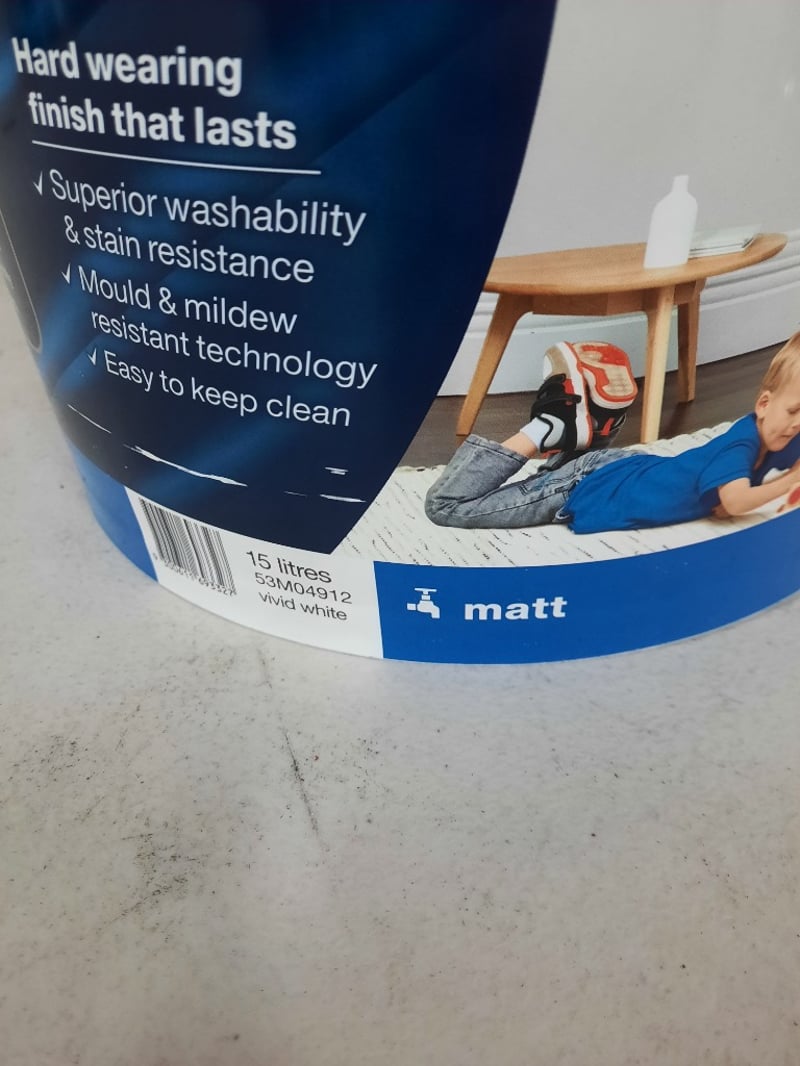 Hard wearing
finish that lasts
✓ Superior washability
& stain resistance
✓ Mould & mildew
resistant technology
✓ Easy to keep clean
15 litres
53M04912
vivid white
matt